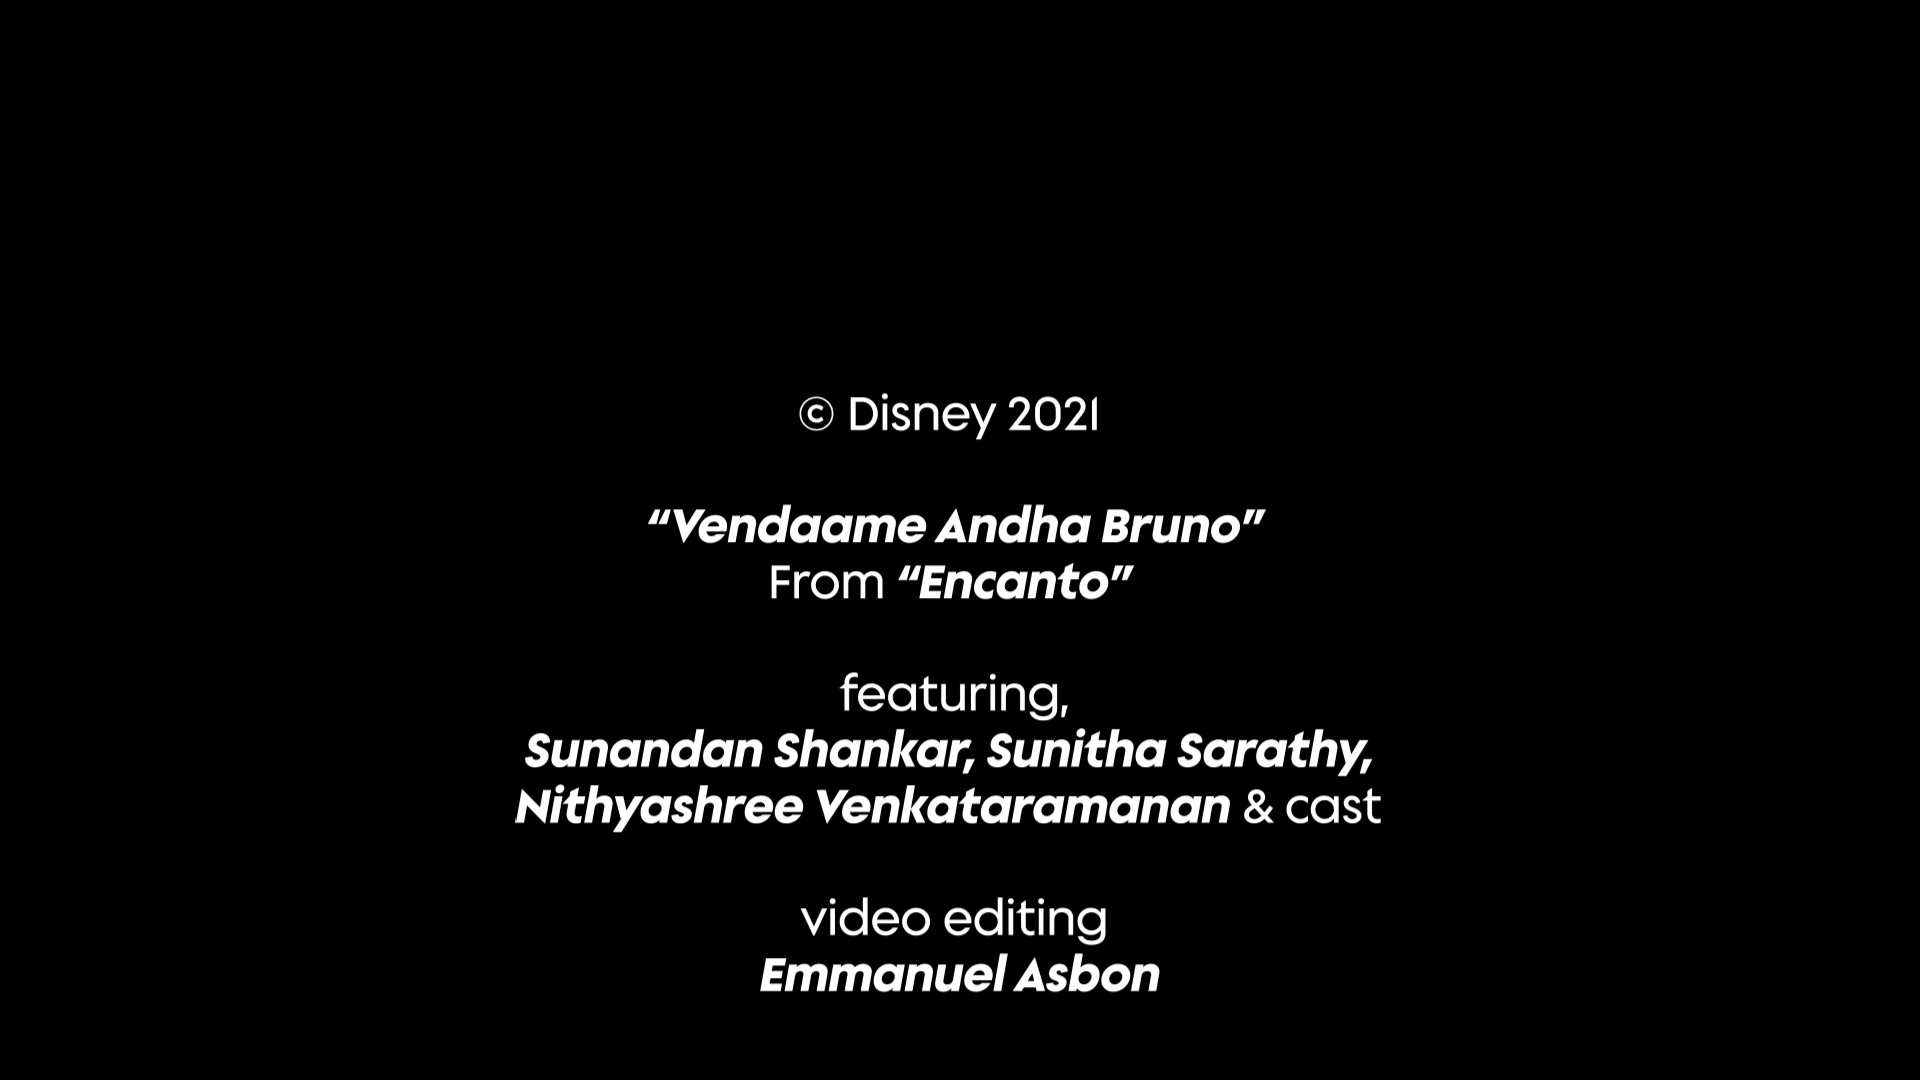 © Disney 2021
“Vendaame Andha Bruno”
From “Encanto”
featuring,
Sunandan Shankar, Sunitha Sarathy,
Nithyashree Venkataramanan & cast
video editing
Emmanuel Asbon